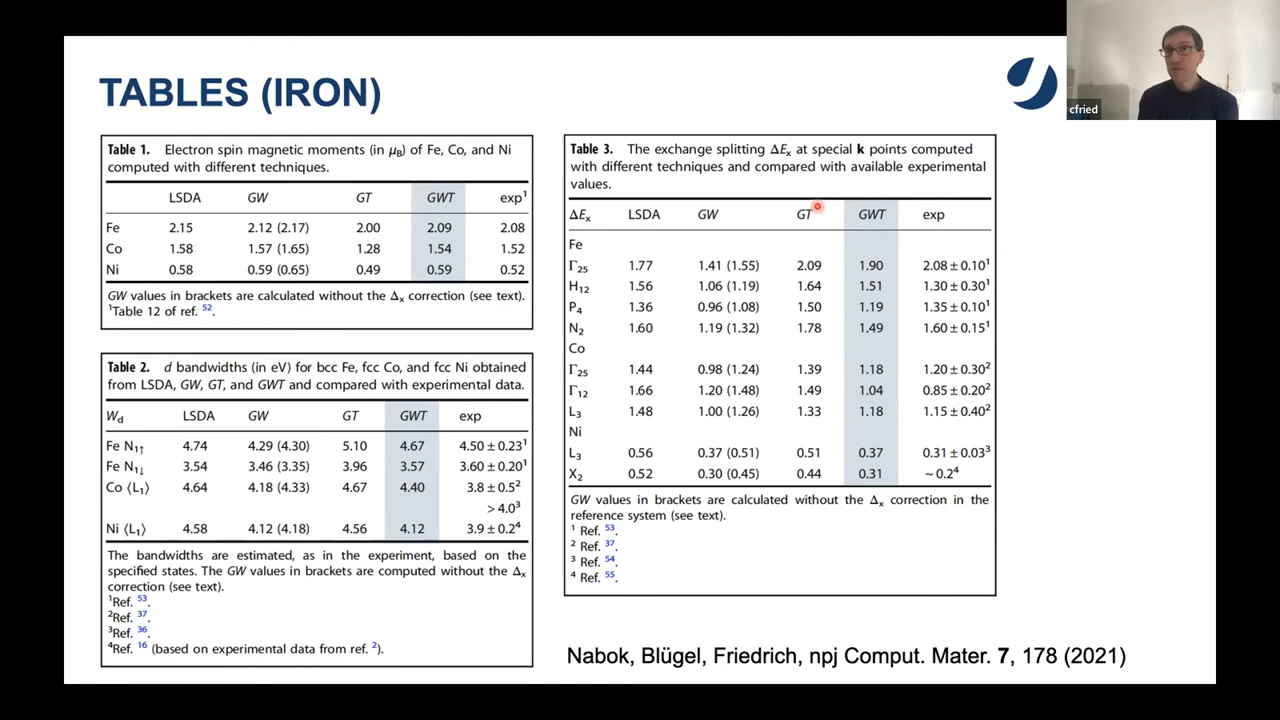 TABLES (IRON)
cfried
Table 1. Electron spin magnetic moments (in μB) of Fe, Co, and Ni
computed with different techniques.
LSDA GW GT GWT exp¹
Fe 2.15 2.12 (2.17) 2.00 2.09 2.08
Co 1.58 1.57 (1.65) 1.28 1.54 1.52
Ni 0.58 0.59 (0.65) 0.49 0.59 0.52
GW values in brackets are calculated without the Δx correction (see text).
¹Table 12 of ref. 52.
Table 2. d bandwidths (in eV) for bcc Fe, fcc Co, and fcc Ni obtained
from LSDA, GW, GT, and GWT and compared with experimental data.
Wd LSDA GW GT GWT exp
Fe N1↑ 4.74 4.29 (4.30) 5.10 4.67 4.50 ± 0.23¹
Fe N1↓ 3.54 3.46 (3.35) 3.96 3.57 3.60 ± 0.20¹
Co ⟨L1⟩ 4.64 4.18 (4.33) 4.67 4.40 3.8 ± 0.5²
> 4.0³
Ni ⟨L1⟩ 4.58 4.12 (4.18) 4.56 4.12 3.9 ± 0.2⁴
The bandwidths are estimated, as in the experiment, based on the
specified states. The GW values in brackets are computed without the Δx
correction (see text).
¹Ref. 53.
²Ref. 37.
³Ref. 36.
⁴Ref. 16 (based on experimental data from ref. 2).
Table 3. The exchange splitting ΔEx at special k points computed
with different techniques and compared with available experimental
values.
ΔEx LSDA GW GT GWT exp
Fe
Γ25 1.77 1.41 (1.55) 2.09 1.90 2.08 ± 0.10¹
H12 1.56 1.06 (1.19) 1.64 1.51 1.30 ± 0.30¹
P4 1.36 0.96 (1.08) 1.50 1.19 1.35 ± 0.10¹
N2 1.60 1.19 (1.32) 1.78 1.49 1.60 ± 0.15¹
Co
Γ25 1.44 0.98 (1.24) 1.39 1.18 1.20 ± 0.30²
Γ12 1.66 1.20 (1.48) 1.49 1.04 0.85 ± 0.20²
L3 1.48 1.00 (1.26) 1.33 1.18 1.15 ± 0.40²
Ni
L3 0.56 0.37 (0.51) 0.51 0.37 0.31 ± 0.03³
X2 0.52 0.30 (0.45) 0.44 0.31 ~ 0.2⁴
GW values in brackets are calculated without the Δx correction in the
reference system (see text).
¹ Ref. 53.
² Ref. 37.
³ Ref. 54.
⁴ Ref. 55.
Nabok, Blügel, Friedrich, npj Comput. Mater. 7, 178 (2021)